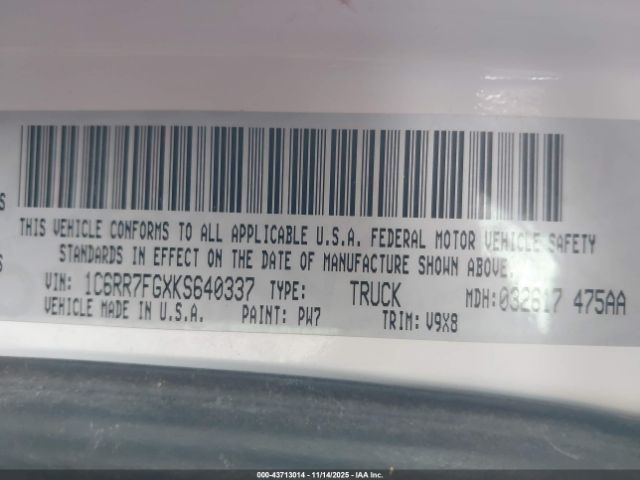 S
THIS VEHICLE CONFORMS TO ALL APPLICABLE U.S.A. FEDERAL MOTOR VEHICLE SAFETY
S
STANDARDS IN EFFECT ON THE DATE OF MANUFACTURE SHOWN ABOVE.
VIN: 1C6RR7FGXKS640337 TYPE: TRUCK MDH: 032617 475AA
VEHICLE MADE IN U.S.A. PAINT: PW7 TRIM: V9X8
000-43713014 - 11/14/2025 - IAA Inc.